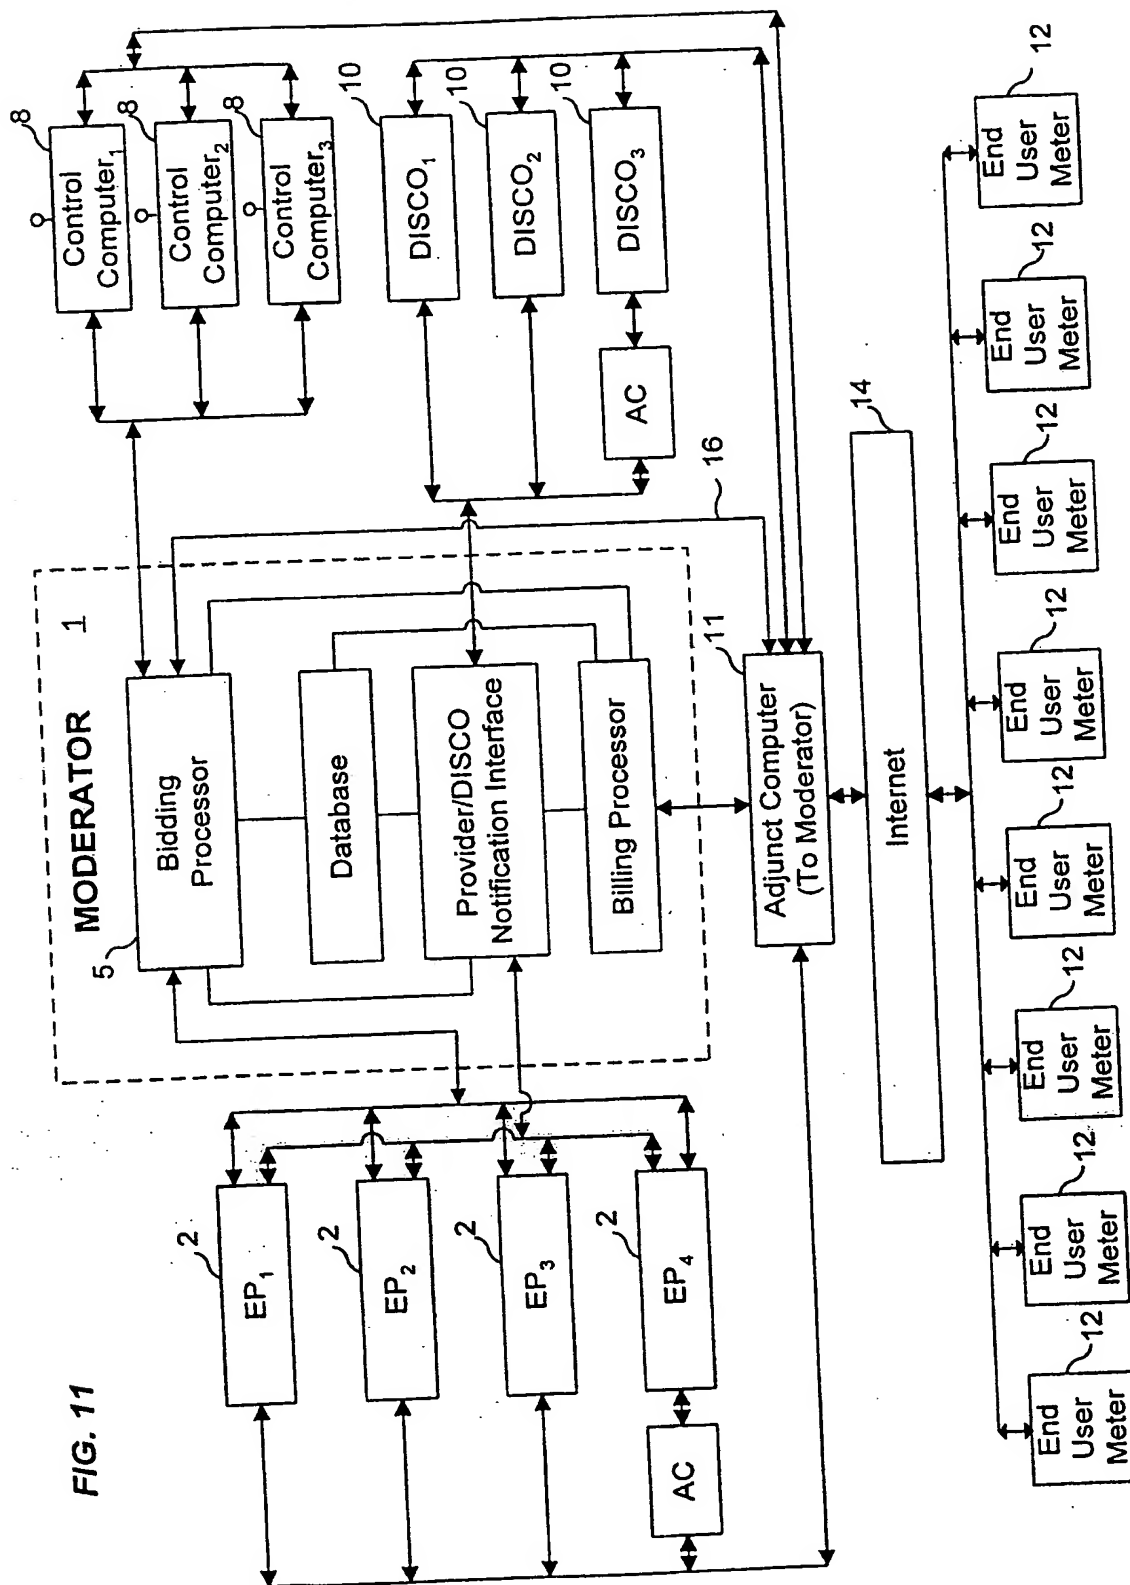 FIG. 11
MODERATOR 1
5
Bidding
Processor
Database
Provider/DISCO
Notification Interface
Billing Processor
2
EP1
2
EP2
2
EP3
2
EP4
AC
8
Control
Computer1
8
Control
Computer2
8
Control
Computer3
10
DISCO1
10
DISCO2
10
DISCO3
AC
16
11
Adjunct Computer
(To Moderator)
14
Internet
12
End
User
Meter
12
End
User
Meter
12
End
User
Meter
12
End
User
Meter
12
End
User
Meter
12
End
User
Meter
12
End
User
Meter
12
End
User
Meter